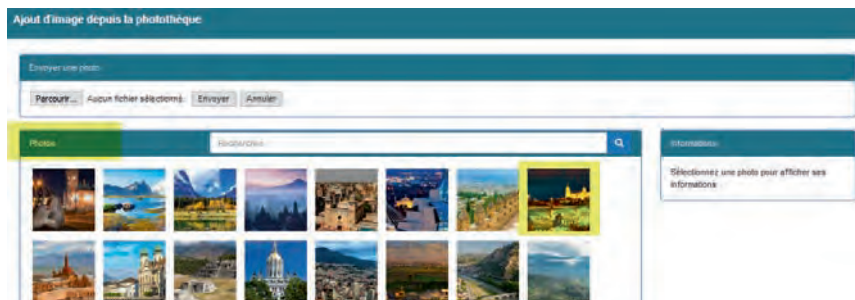 Ajout d'image depuis la photothèque
Envoyer une photo
Parcourir... Aucun fichier sélectionné. Envoyer Annuler
Photos
Rechercher
Informations
Sélectionnez une photo pour afficher ses
informations